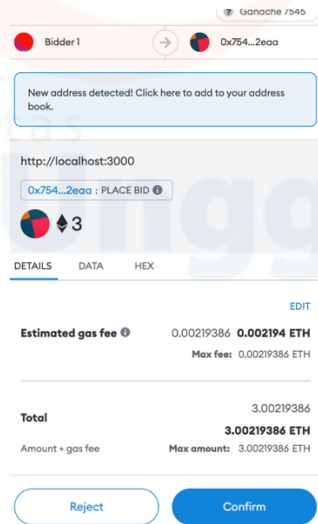 Ganache 7545
Bidder 1
0x754...2eaa
New address detected! Click here to add to your address
book.
http://localhost:3000
0x754...2eaa : PLACE BID
3
DETAILS DATA HEX
EDIT
Estimated gas fee 0.00219386 0.002194 ETH
Max fee: 0.00219386 ETH
Total 3.00219386
3.00219386 ETH
Amount + gas fee Max amount: 3.00219386 ETH
Reject Confirm